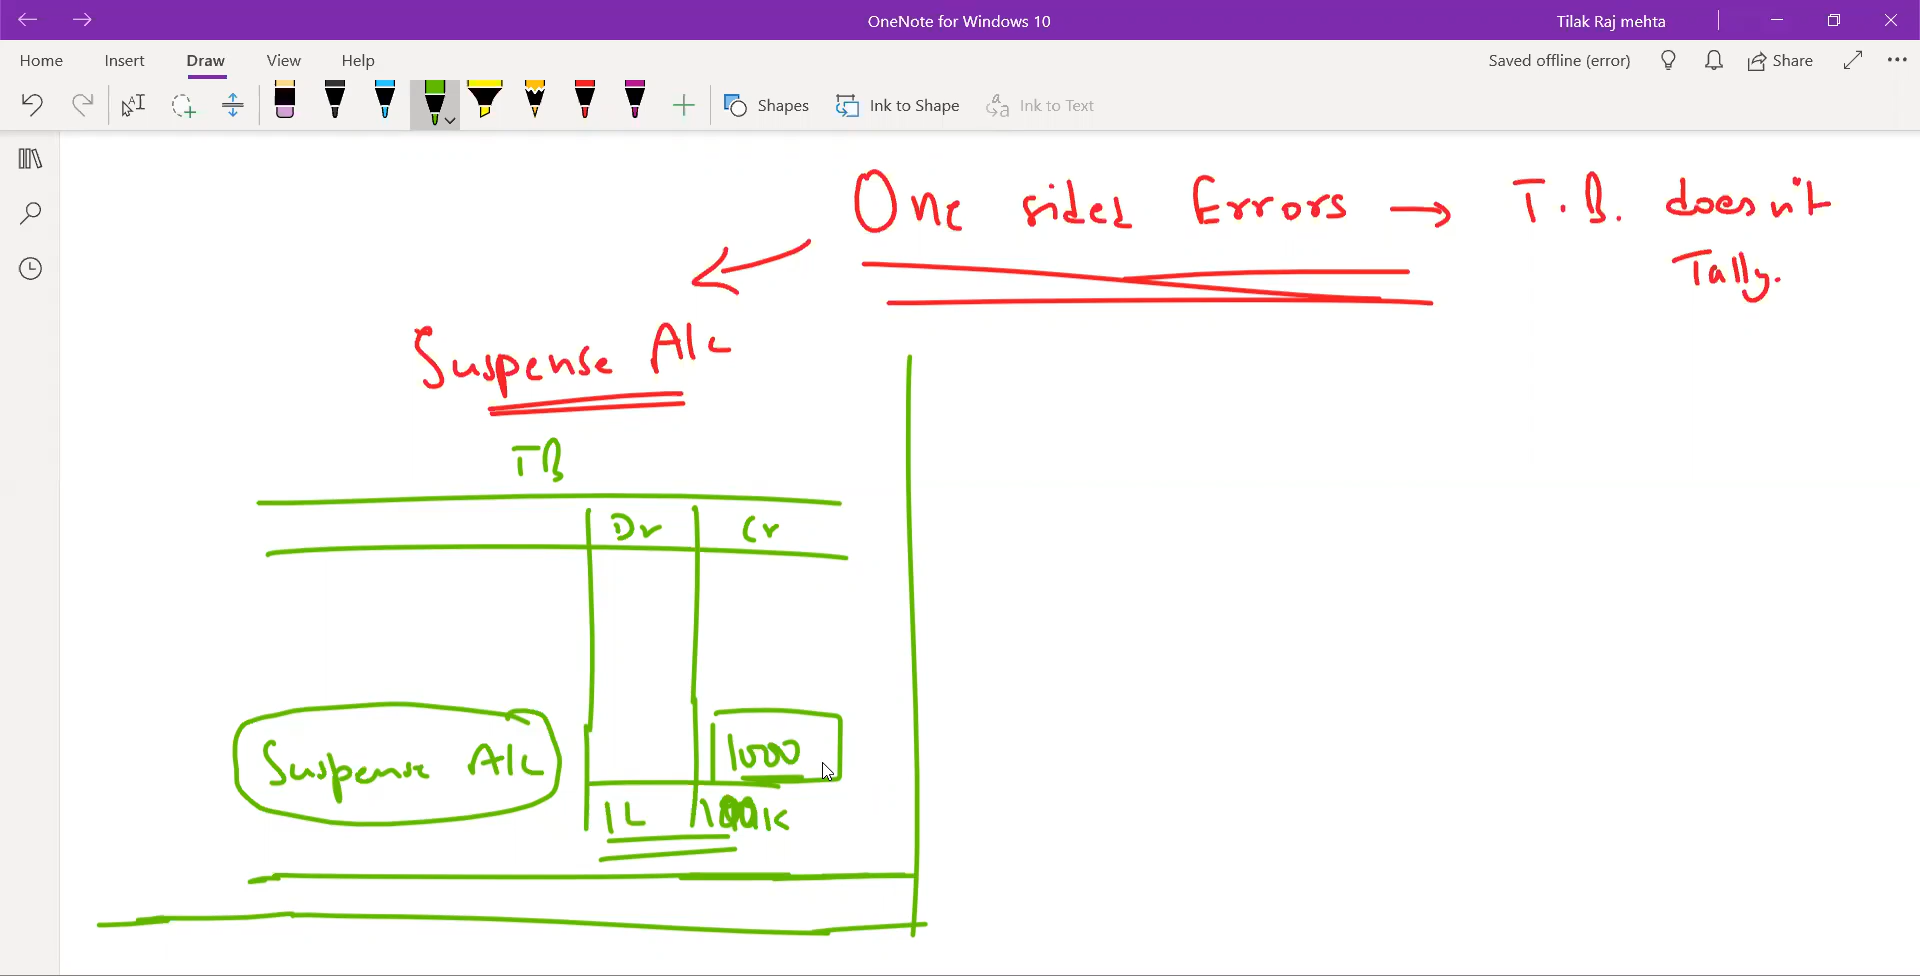 OneNote for Windows 10
Tilak Raj mehta
Home Insert Draw View Help
Saved offline (error) Share
Shapes Ink to Shape Ink to Text
One sided Errors → T.B. doesn't
Tally.
Suspense A/c
TB
Dr Cr
Suspense A/c 1000
1L